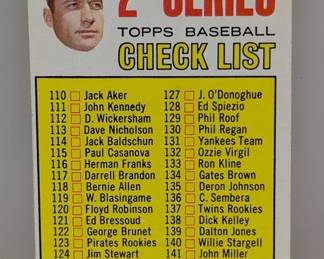 2nd SERIES
TOPPS BASEBALL
CHECK LIST
110 Jack Aker
111 John Kennedy
112 D. Wickersham
113 Dave Nicholson
114 Jack Baldschun
115 Paul Casanova
116 Herman Franks
117 Darrell Brandon
118 Bernie Allen
119 W. Blasingame
120 Floyd Robinson
121 Ed Bressoud
122 George Brunet
123 Pirates Rookies
124 Jim Stewart
127 J. O'Donoghue
128 Ed Spiezio
129 Phil Roof
130 Phil Regan
131 Yankees Team
132 Ozzie Virgil
133 Ron Kline
134 Gates Brown
135 Deron Johnson
136 C. Sembera
137 Twins Rookies
138 Dick Kelley
139 Dalton Jones
140 Willie Stargell
141 John Miller